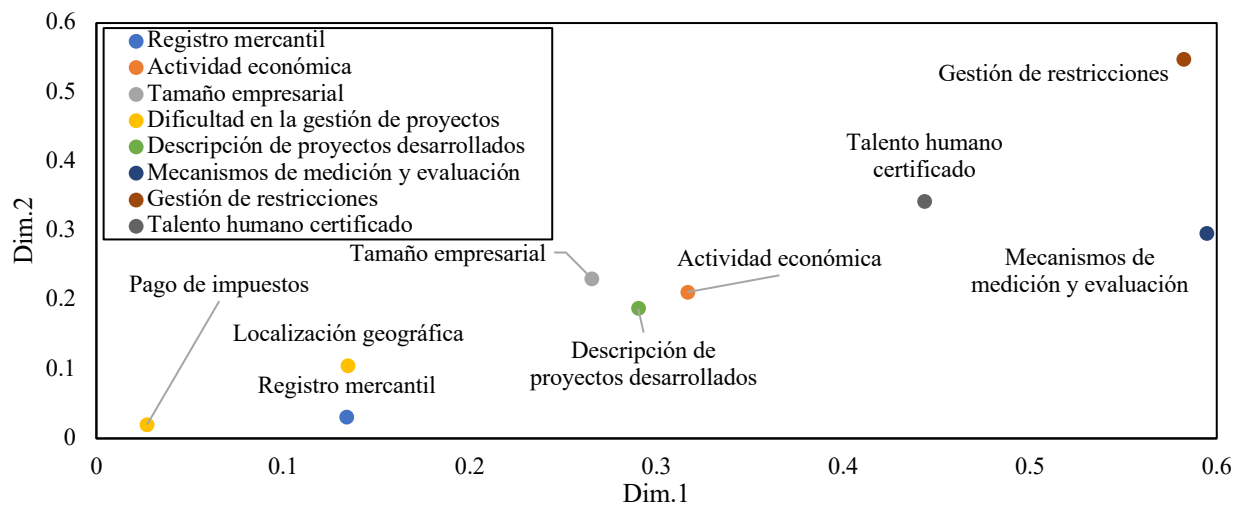 0.6
0.5
0.4
0.3
0.2
0.1
0
Dim.2
Registro mercantil
Actividad económica
Tamaño empresarial
Dificultad en la gestión de proyectos
Descripción de proyectos desarrollados
Mecanismos de medición y evaluación
Gestión de restricciones
Talento humano certificado
Gestión de restricciones
Talento humano
certificado
Mecanismos de
medición y evaluación
Tamaño empresarial
Actividad económica
Pago de impuestos
Localización geográfica
Descripción de
proyectos desarrollados
Registro mercantil
0
0.1
0.2
0.3
0.4
0.5
0.6
Dim.1